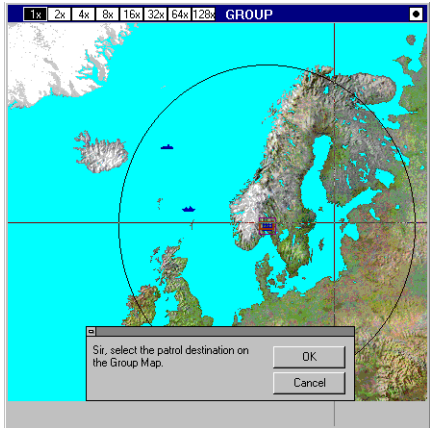 1x 2x 4x 8x 16x 32x 64x 128x GROUP
Sir, select the patrol destination on
the Group Map.
OK
Cancel